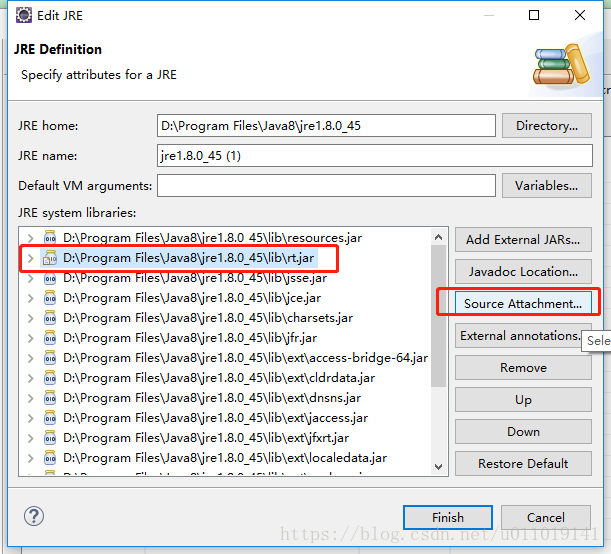 Edit JRE
JRE Definition
Specify attributes for a JRE
JRE home: D:\Program Files\Java8\jre1.8.0_45 Directory...
JRE name: jre1.8.0_45 (1)
Default VM arguments: Variables...
JRE system libraries:
D:\Program Files\Java8\jre1.8.0_45\lib\resources.jar
D:\Program Files\Java8\jre1.8.0_45\lib\rt.jar
D:\Program Files\Java8\jre1.8.0_45\lib\jsse.jar
D:\Program Files\Java8\jre1.8.0_45\lib\jce.jar
D:\Program Files\Java8\jre1.8.0_45\lib\charsets.jar
D:\Program Files\Java8\jre1.8.0_45\lib\jfr.jar
D:\Program Files\Java8\jre1.8.0_45\lib\ext\access-bridge-64.jar
D:\Program Files\Java8\jre1.8.0_45\lib\ext\cldrdata.jar
D:\Program Files\Java8\jre1.8.0_45\lib\ext\dnsns.jar
D:\Program Files\Java8\jre1.8.0_45\lib\ext\jaccess.jar
D:\Program Files\Java8\jre1.8.0_45\lib\ext\jfxrt.jar
D:\Program Files\Java8\jre1.8.0_45\lib\ext\localedata.jar
Add External JARs...
Javadoc Location...
Source Attachment...
External annotations..
Sele
Remove
Up
Down
Restore Default
Finish
Cancel
https://blog.csdn.net/u011019141